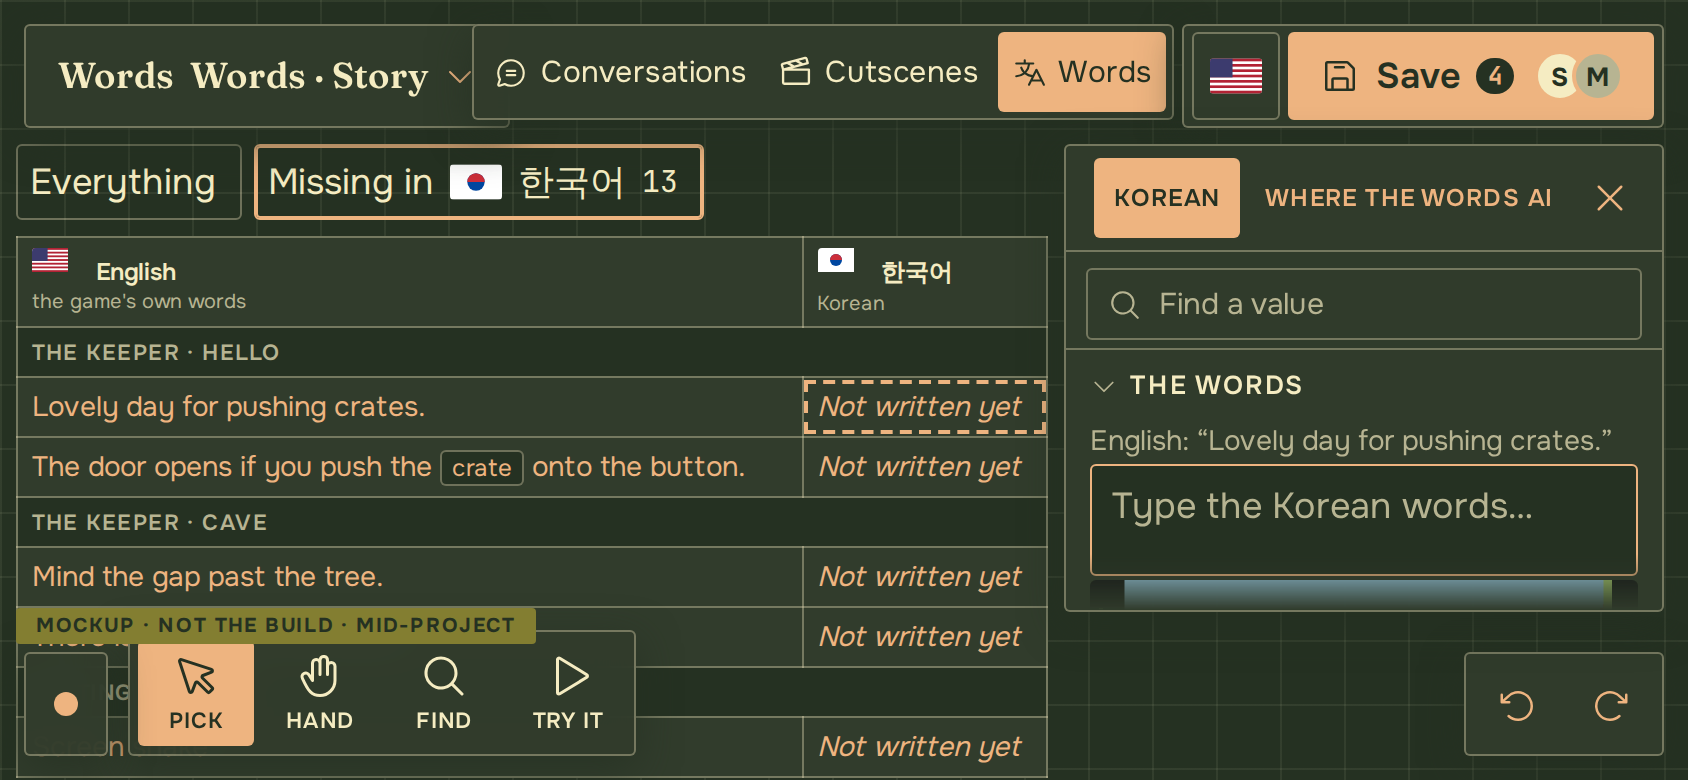 Words Words · Story
Conversations
Cutscenes
Words
Save 4 S M
Everything
Missing in 한국어 13
KOREAN
WHERE THE WORDS AI
English
the game's own words
한국어
Korean
Find a value
THE KEEPER · HELLO
THE WORDS
Lovely day for pushing crates.
Not written yet
English: “Lovely day for pushing crates.”
The door opens if you push the crate onto the button.
Not written yet
Type the Korean words...
THE KEEPER · CAVE
Mind the gap past the tree.
Not written yet
MOCKUP · NOT THE BUILD · MID-PROJECT
Not written yet
PICK
HAND
FIND
TRY IT
Not written yet